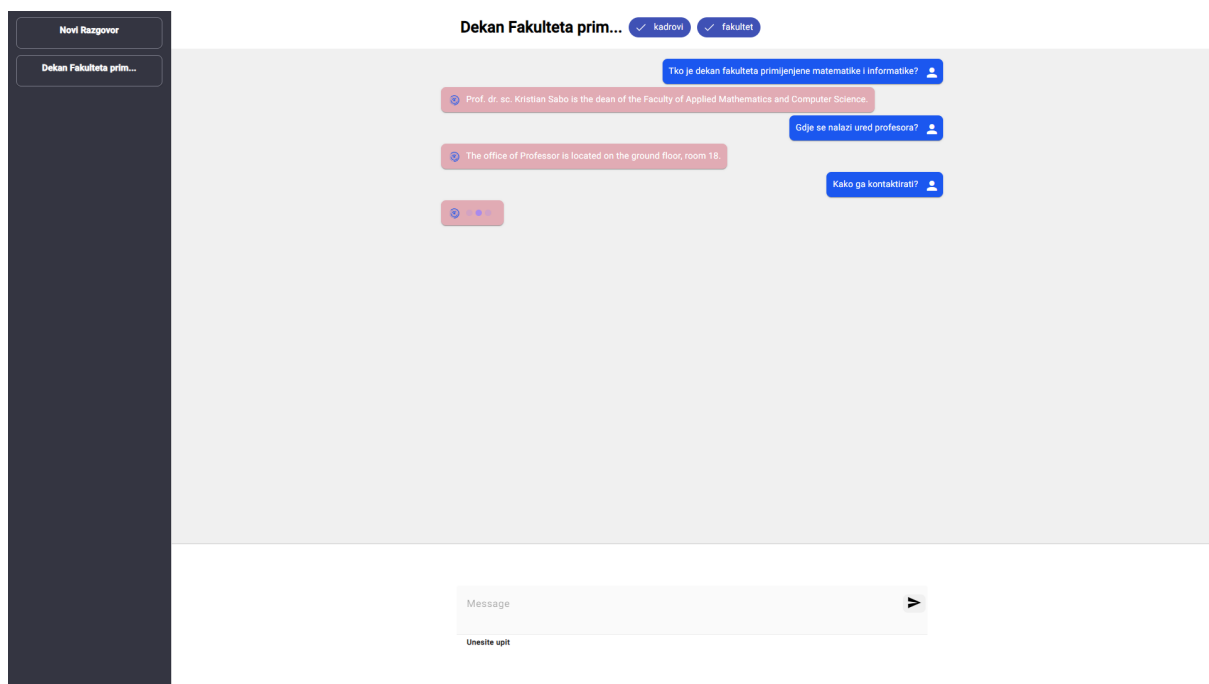 Novi Razgovor
Dekan Fakulteta prim...
Dekan Fakulteta prim...
kadrovi
fakultet
Tko je dekan fakulteta primijenjene matematike i informatike?
Prof. dr. sc. Kristian Sabo is the dean of the Faculty of Applied Mathematics and Computer Science.
Gdje se nalazi ured profesora?
The office of Professor is located on the ground floor, room 18.
Kako ga kontaktirati?
Message
Unesite upit